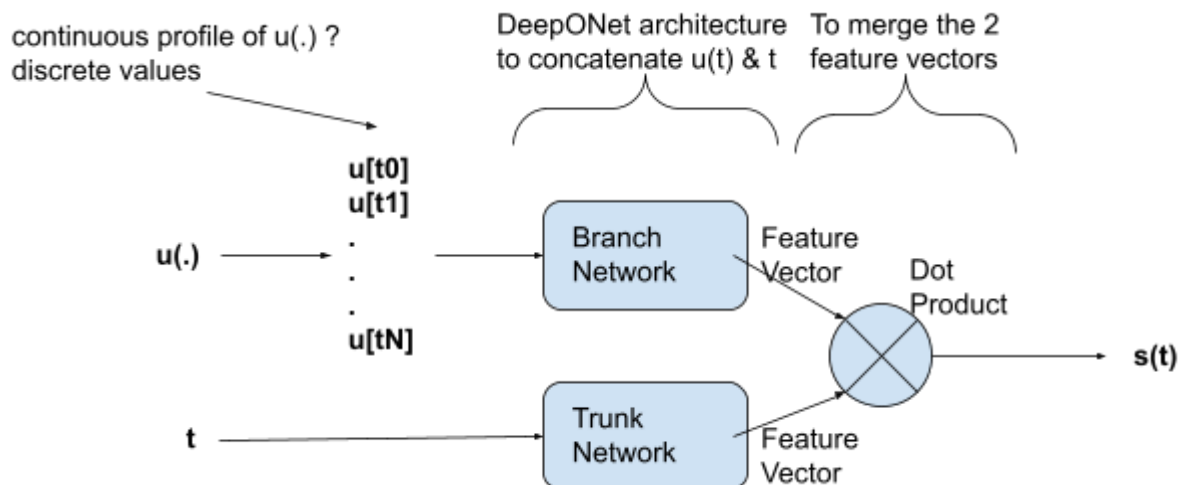 continuous profile of u(.) ?
discrete values
DeepONet architecture
to concatenate u(t) & t
To merge the 2
feature vectors
u[t0]
u[t1]
.
.
.
u[tN]
u(.)
Branch
Network
Feature
Vector
Dot
Product
s(t)
t
Trunk
Network
Feature
Vector